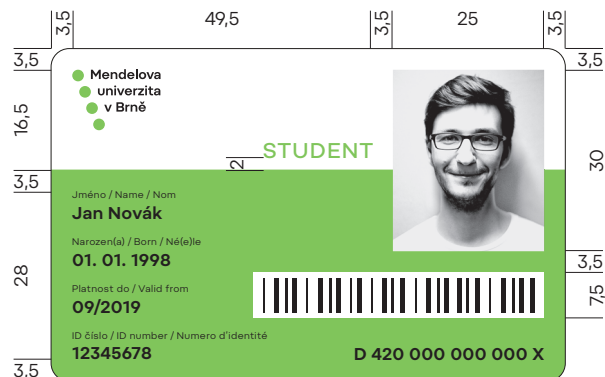 3,5 49,5 3,5 25 3,5
3,5
16,5
3,5
28
3,5
Mendelova
univerzita
v Brně
2
STUDENT
Jméno / Name / Nom
Jan Novák
Narozen(a) / Born / Né(e)le
01. 01. 1998
Platnost do / Valid from
09/2019
ID číslo / ID number / Numero d'identité
12345678
D 420 000 000 000 X
3,5
30
3,5
7,5